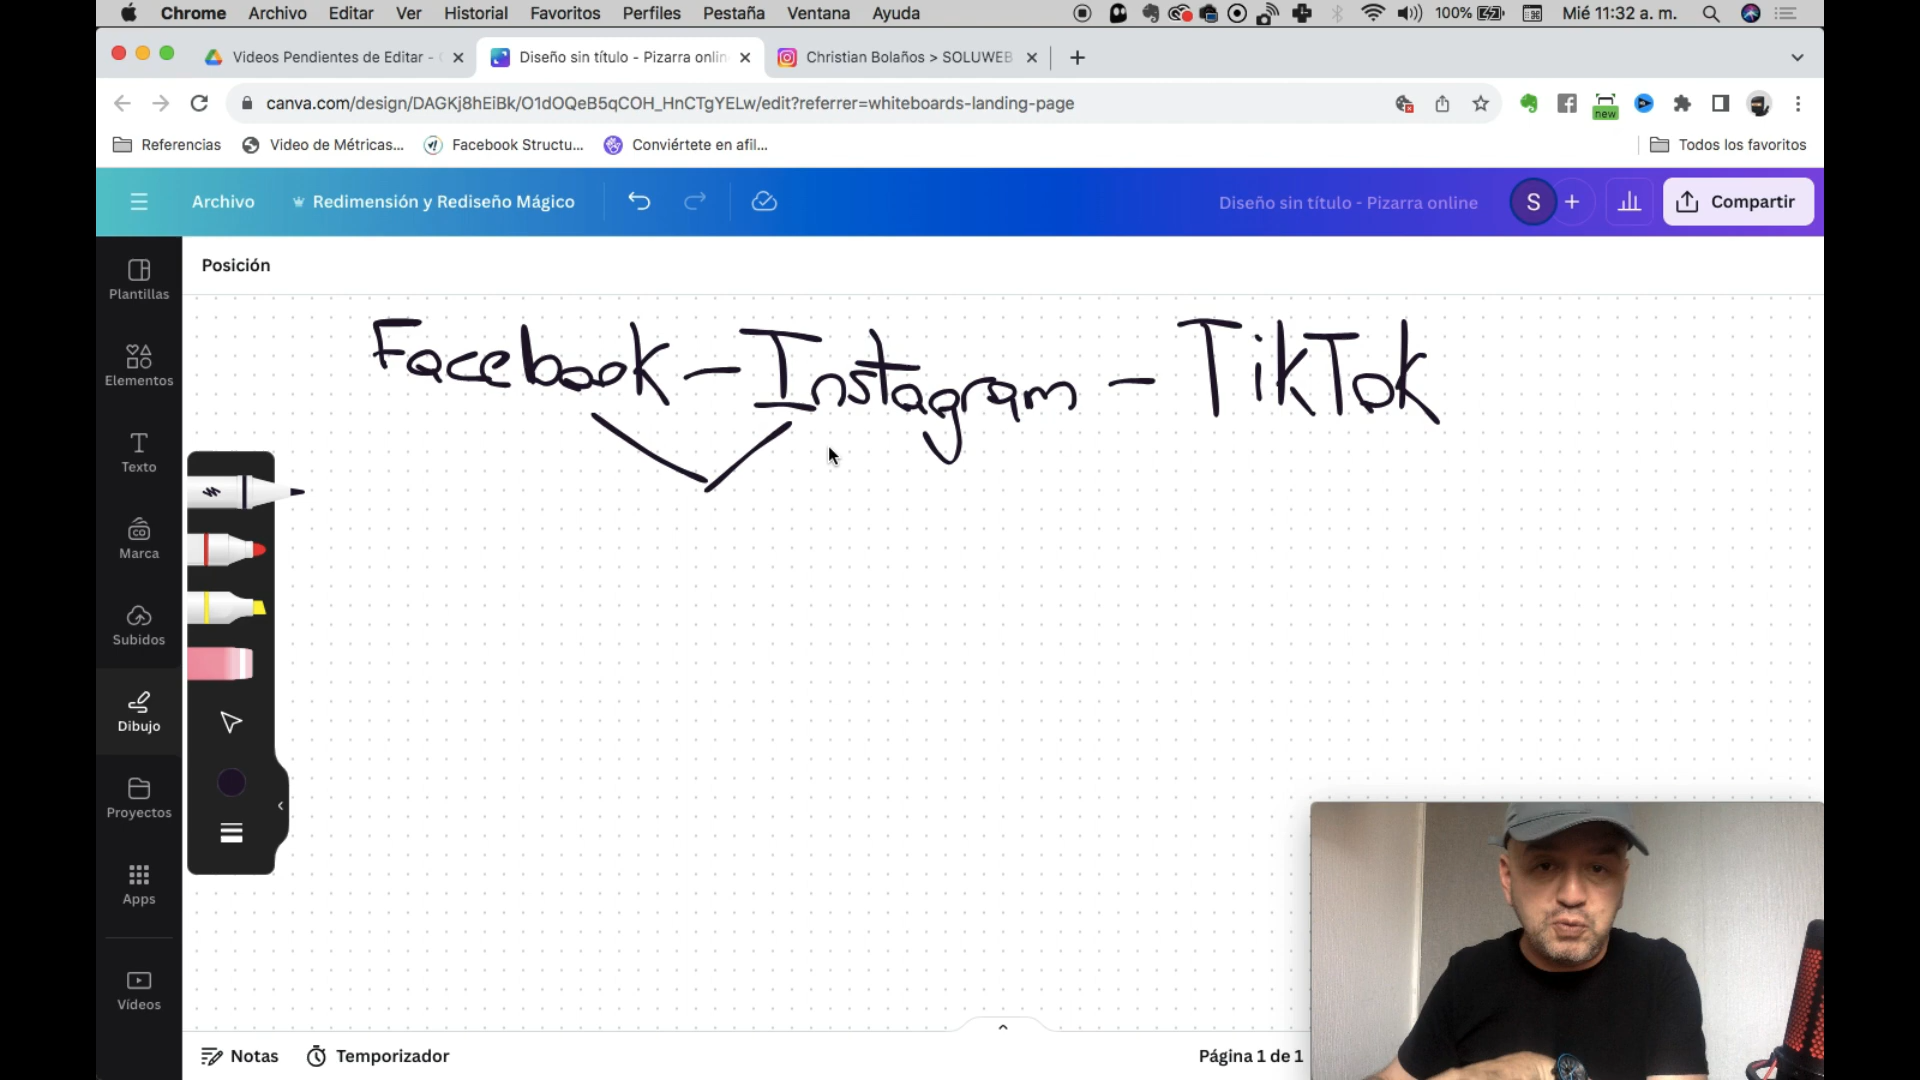 Chrome Archivo Editar Ver Historial Favoritos Perfiles Pestaña Ventana Ayuda 100% Mié 11:32 a. m.
Videos Pendientes de Editar - Diseño sin título - Pizarra onlin Christian Bolaños > SOLUWEB
canva.com/design/DAGKj8hEiBk/O1dOQeB5qCOH_HnCTgYELw/edit?referrer=whiteboards-landing-page new
Referencias Video de Métricas... Facebook Structu... Conviértete en afil... Todos los favoritos
Archivo Redimensión y Rediseño Mágico Diseño sin título - Pizarra online S + Compartir
Posición
Plantillas
Elementos
Texto
Marca
Subidos
Dibujo
Proyectos
Apps
Vídeos
Facebook - Instagram - TikTok
Notas Temporizador Página 1 de 1